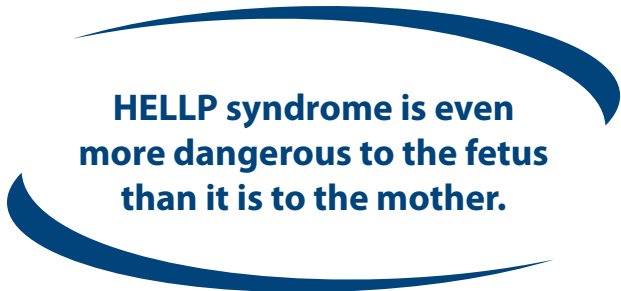 HELLP syndrome is even
more dangerous to the fetus
than it is to the mother.